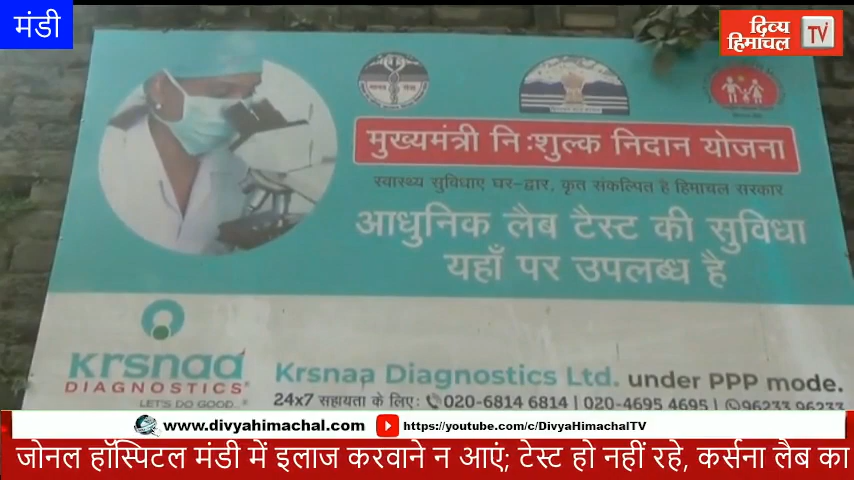 मंडी
दिव्य
हिमाचल
TV
मुख्यमंत्री निःशुल्क निदान योजना
स्वास्थ्य सुविधाएं घर-द्वार, कृत संकल्पित है हिमाचल सरकार
आधुनिक लैब टैस्ट की सुविधा
यहाँ पर उपलब्ध है
Krsnaa
DIAGNOSTICS
LET'S DO GOOD..
Krsnaa Diagnostics Ltd. under PPP mode.
24x7 सहायता के लिए: 020-6814 6814 | 020-4695 4695 | 96233 96233
www.divyahimachal.com
https://youtube.com/c/DivyaHimachalTV
जोनल हॉस्पिटल मंडी में इलाज करवाने न आएं; टेस्ट हो नहीं रहे, कर्सना लैब का